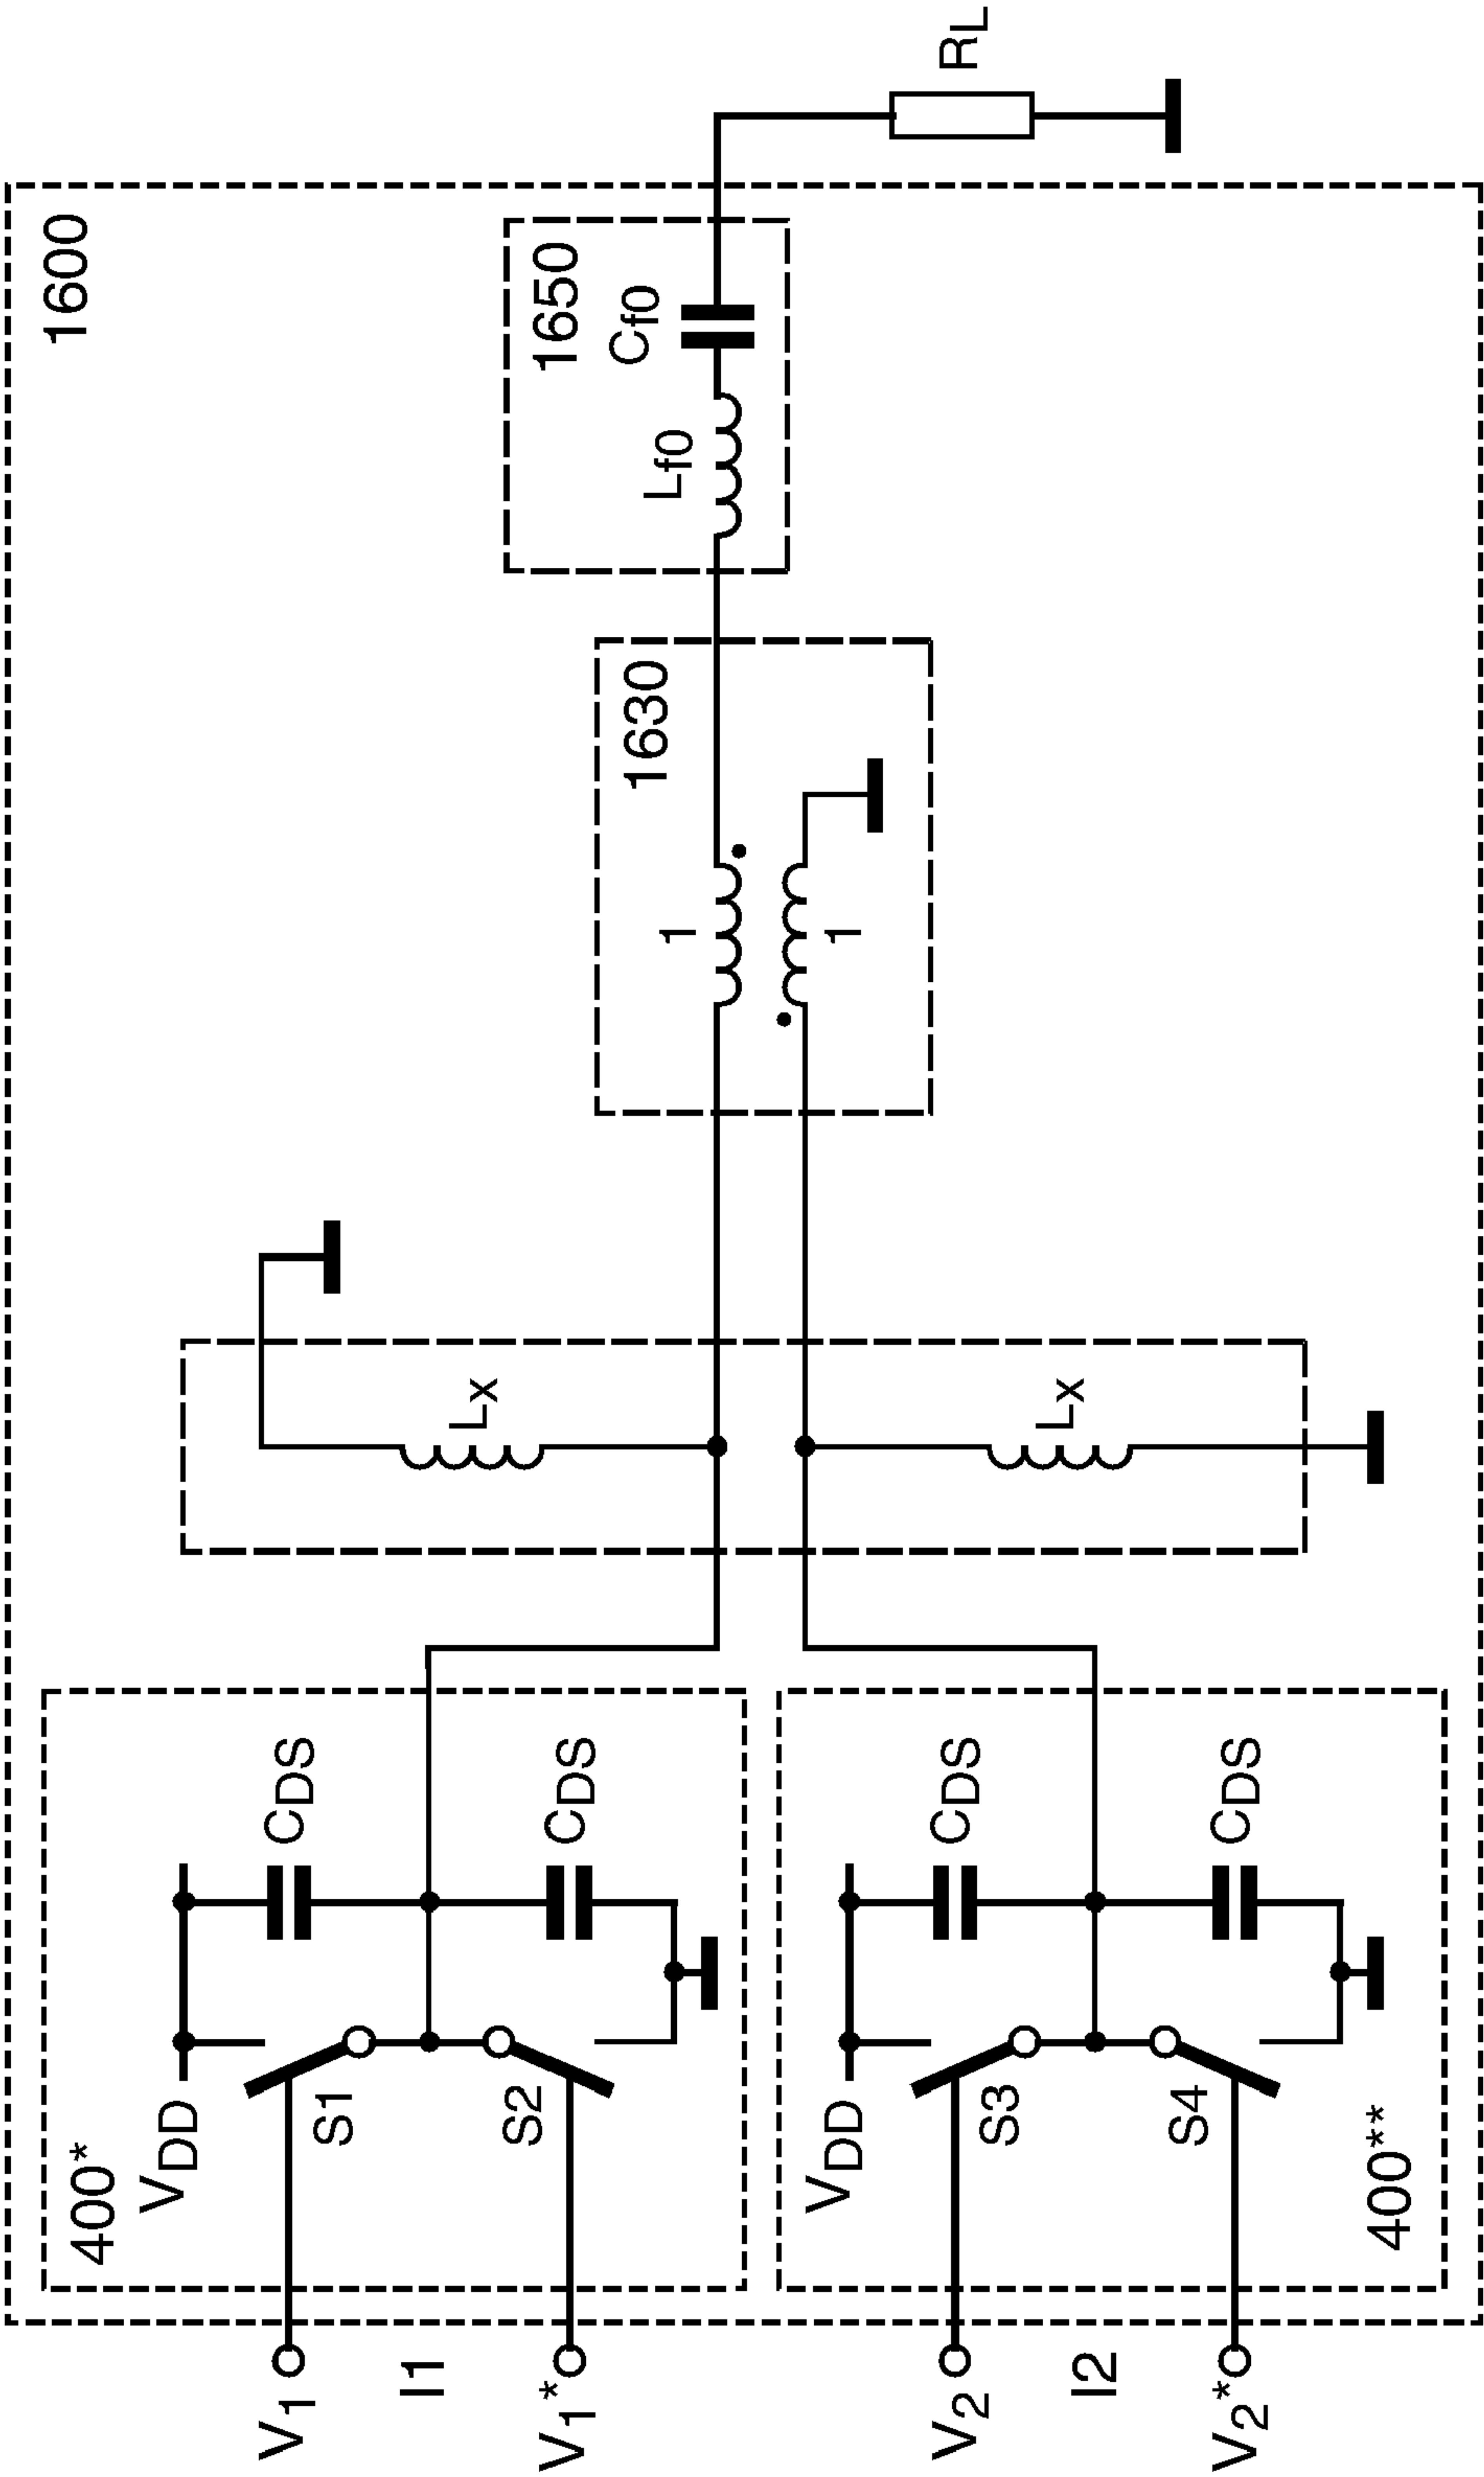 1600
400*
V1
I1
V1*
VDD
S1
S2
CDS
CDS
LX
1
1
1630
1650
Lf0
Cf0
RL
400**
V2
I2
V2*
VDD
S3
S4
CDS
CDS
LX